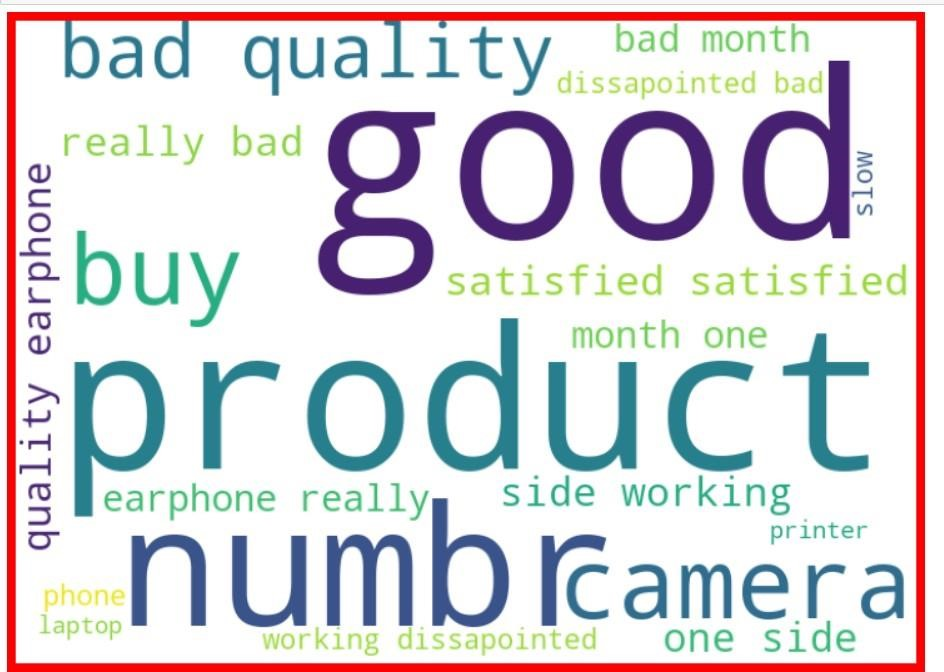 bad quality
bad month
dissapointed bad
really bad
good
slow
quality earphone
buy
satisfied satisfied
month one
product
earphone really
side working
numbr
printer
camera
phone
laptop
working dissapointed
one side